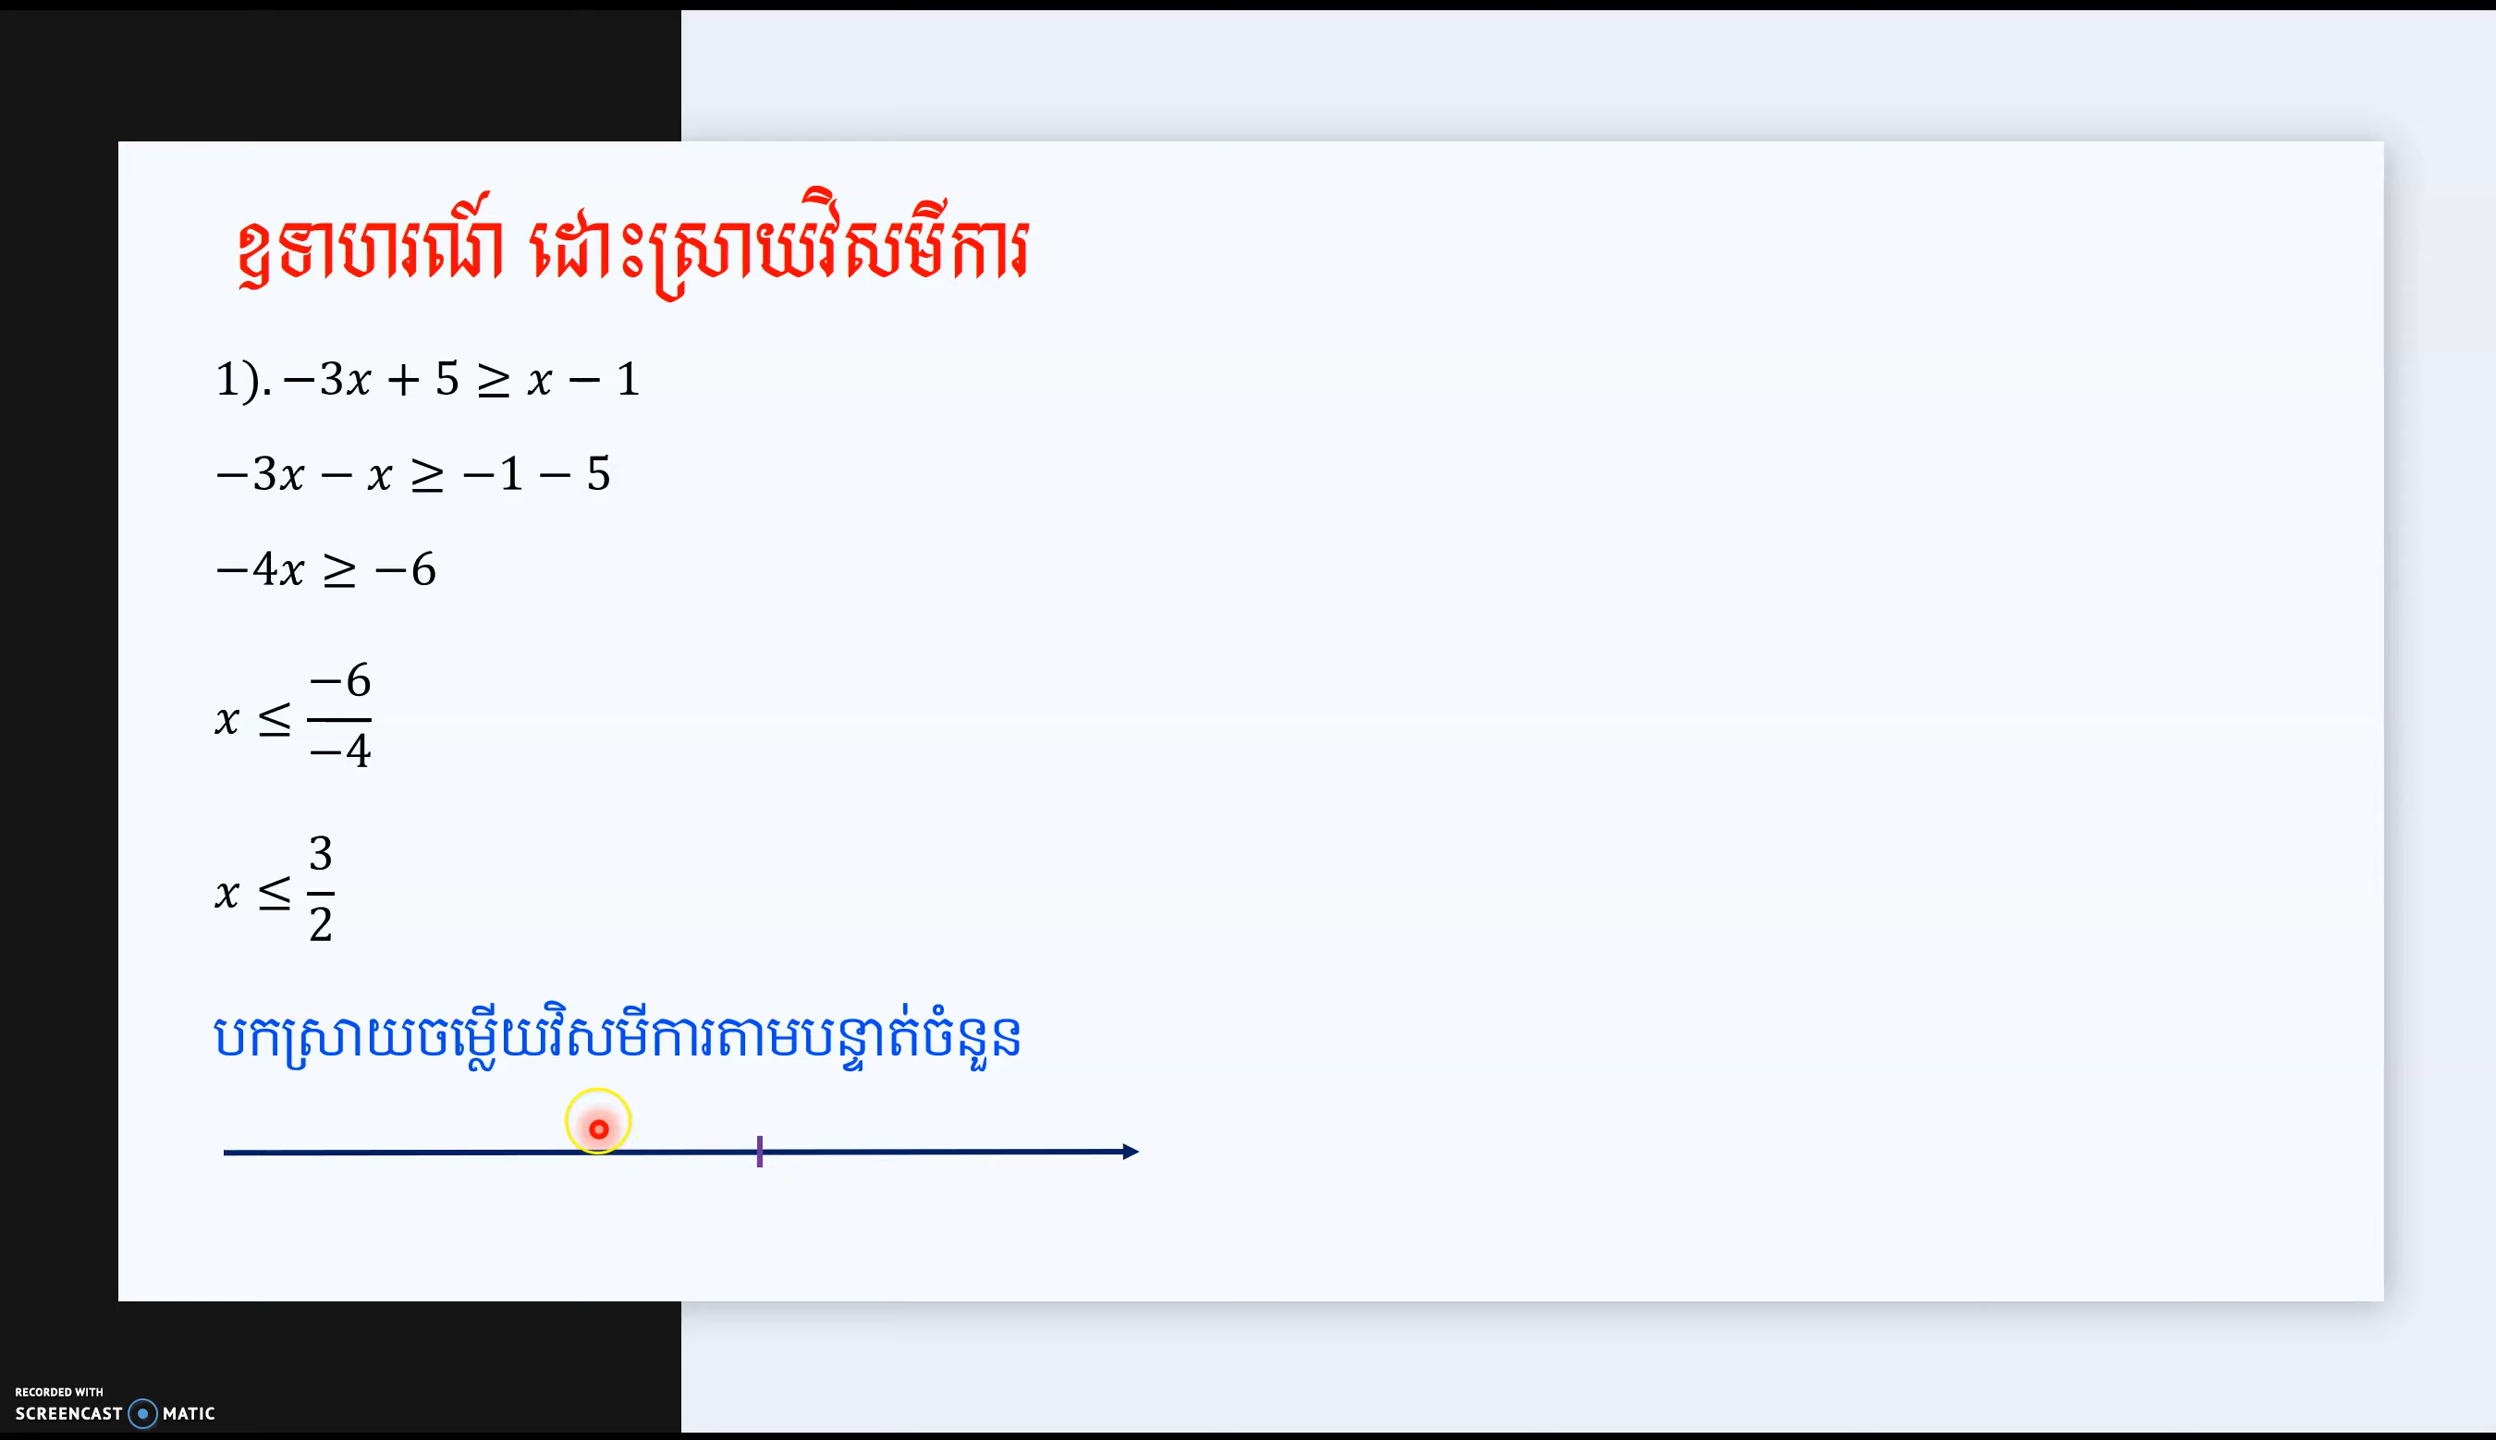 ឧទាហរណ៍ ដោះស្រាយវិសមីការ
1). −3x + 5 ≥ x − 1
−3x − x ≥ −1 − 5
−4x ≥ −6
x ≤ −6/−4
x ≤ 3/2
បកស្រាយចម្លើយវិសមីការតាមបន្ទាត់ចំនួន
RECORDED WITH
SCREENCAST MATIC